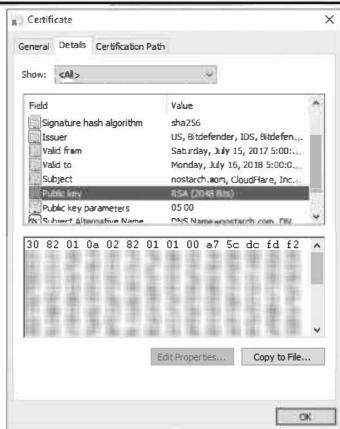 Certificate
General Details Certification Path
Show: <All>
Field Value
Signature hash algorithm sha256
Issuer US, Bitdefender, IDS, Bitdefen...
Valid from Saturday, July 15, 2017 5:00:...
Valid to Monday, July 16, 2018 5:00:0...
Subject nostarch.com, CloudFlare, Inc...
Public key RSA (2048 Bits)
Public key parameters 05 00
Subject Alternative Name DNS Name=nostarch.com, DN...
30 82 01 0a 02 82 01 01 00 a7 5c dc fd f2
Edit Properties... Copy to File...
OK